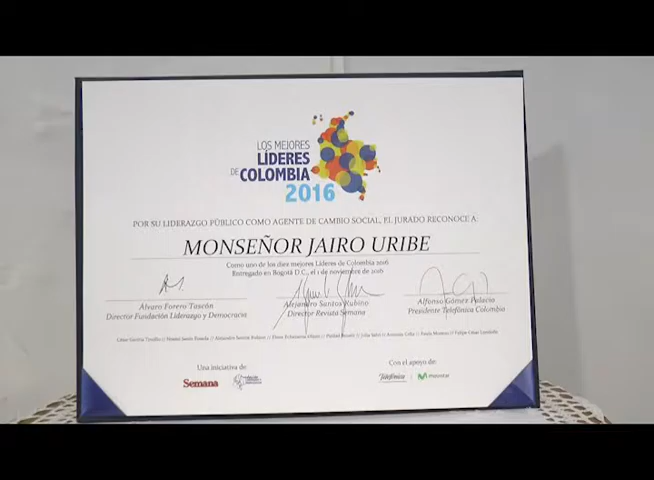 LOS MEJORES
LÍDERES
DE COLOMBIA
2016
POR SU LIDERAZGO PÚBLICO COMO AGENTE DE CAMBIO SOCIAL, EL JURADO RECONOCE A:
MONSEÑOR JAIRO URIBE
Como uno de los diez mejores Líderes de Colombia 2016
Entregado en Bogotá D.C., el 1 de noviembre de 2016
Álvaro Forero Tascón
Director Fundación Liderazgo y Democracia
Alejandro Santos Rubino
Director Revista Semana
Alfonso Gómez Palacio
Presidente Telefónica Colombia
Una iniciativa de:
Semana
Con el apoyo de:
Telefónica
movistar